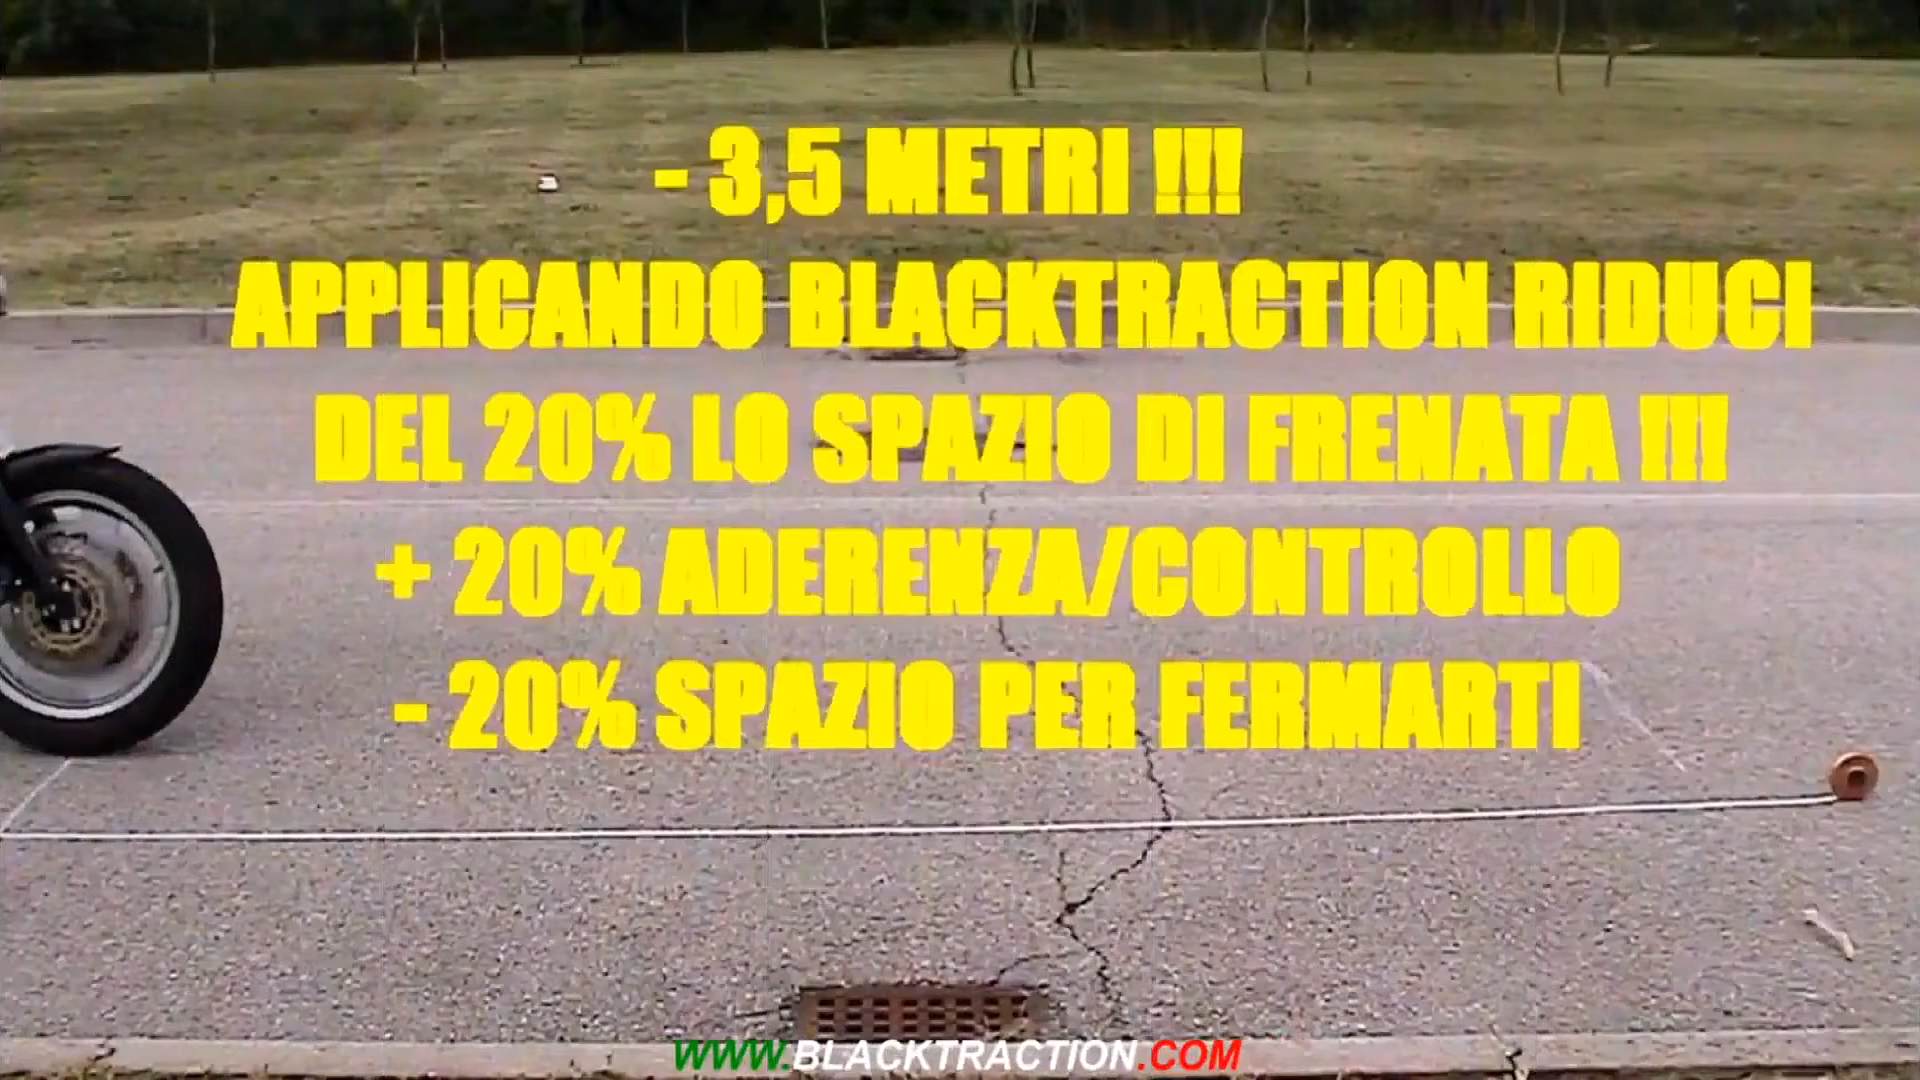 - 3,5 METRI !!!
APPLICANDO BLACKTRACTION RIDUCI
DEL 20% LO SPAZIO DI FRENATA !!!
+ 20% ADERENZA/CONTROLLO
- 20% SPAZIO PER FERMARTI
WWW.BLACKTRACTION.COM